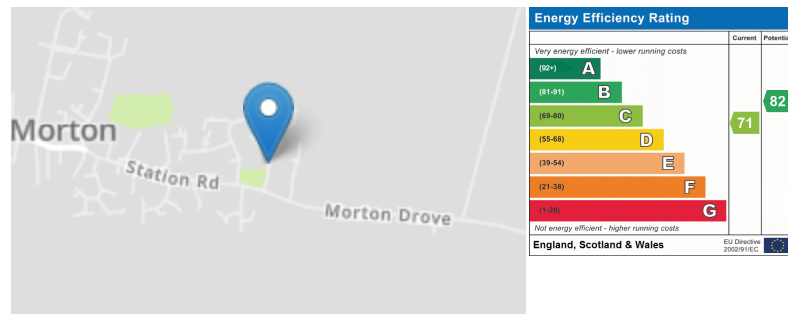 Morton
Station Rd
Morton Drove
Energy Efficiency Rating
Current
Very energy efficient - lower running costs
(92+) A
(81-91) B
(69-80) C
(55-68) D
(39-54) E
(21-38) F
(1-20) G
71
82
Not energy efficient - higher running costs
England, Scotland & Wales
EU Directive
2002/91/EC